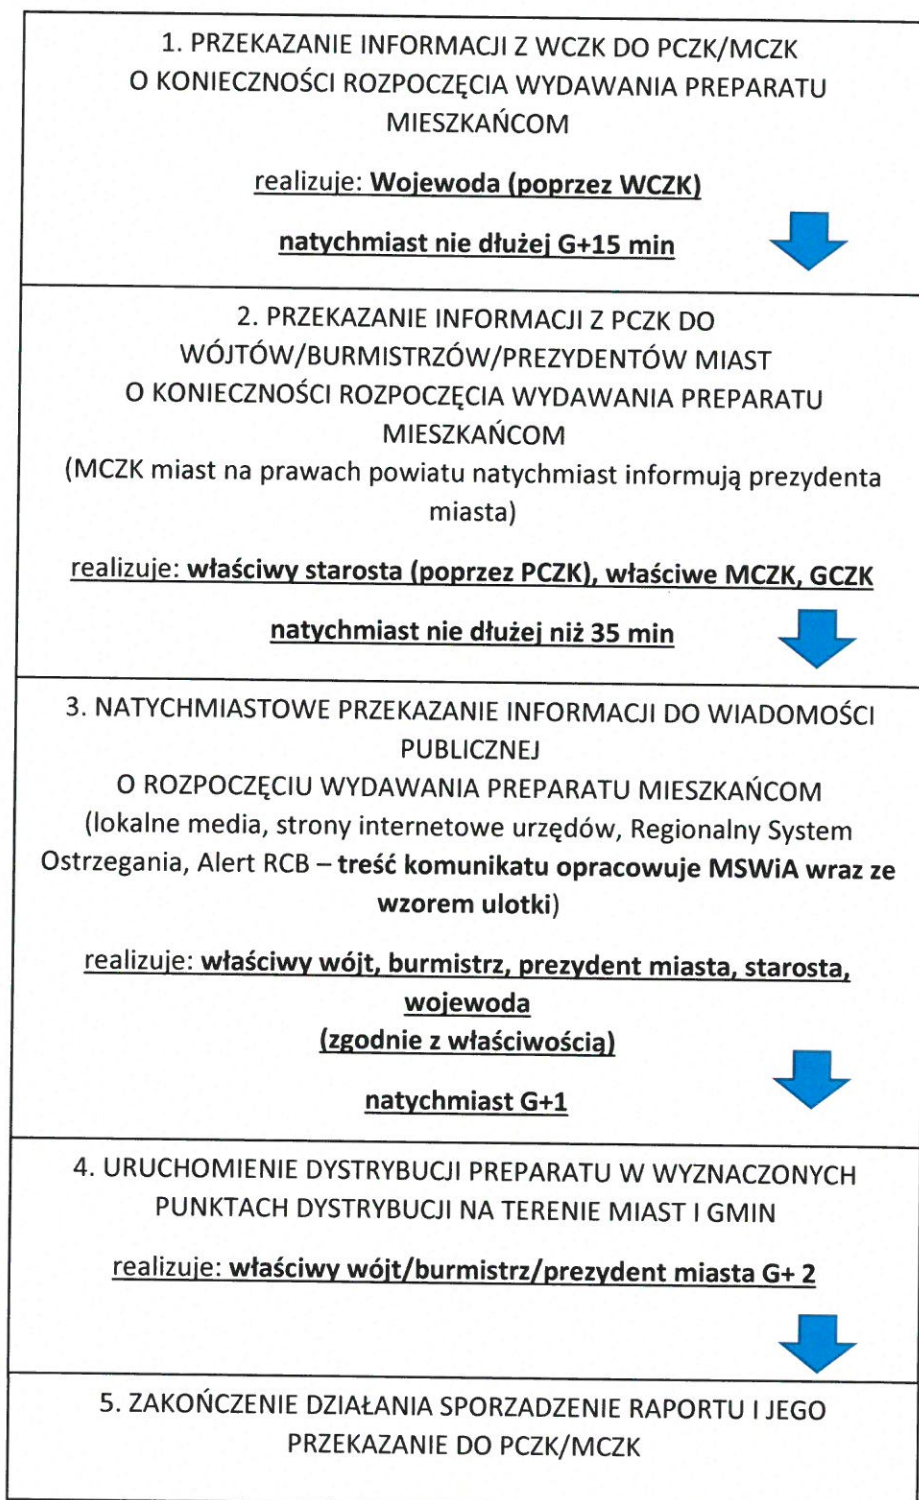 1. PRZEKAZANIE INFORMACJI Z WCZK DO PCZK/MCZK
O KONIECZNOŚCI ROZPOCZĘCIA WYDAWANIA PREPARATU
MIESZKAŃCOM
realizuje: Wojewoda (poprzez WCZK)
natychmiast nie dłużej G+15 min
2. PRZEKAZANIE INFORMACJI Z PCZK DO
WÓJTÓW/BURMISTRZÓW/PREZYDENTÓW MIAST
O KONIECZNOŚCI ROZPOCZĘCIA WYDAWANIA PREPARATU
MIESZKAŃCOM
(MCZK miast na prawach powiatu natychmiast informują prezydenta
miasta)
realizuje: właściwy starosta (poprzez PCZK), właściwe MCZK, GCZK
natychmiast nie dłużej niż 35 min
3. NATYCHMIASTOWE PRZEKAZANIE INFORMACJI DO WIADOMOŚCI
PUBLICZNEJ
O ROZPOCZĘCIU WYDAWANIA PREPARATU MIESZKAŃCOM
(lokalne media, strony internetowe urzędów, Regionalny System
Ostrzegania, Alert RCB – treść komunikatu opracowuje MSWiA wraz ze
wzorem ulotki)
realizuje: właściwy wójt, burmistrz, prezydent miasta, starosta,
wojewoda
(zgodnie z właściwością)
natychmiast G+1
4. URUCHOMIENIE DYSTRYBUCJI PREPARATU W WYZNACZONYCH
PUNKTACH DYSTRYBUCJI NA TERENIE MIAST I GMIN
realizuje: właściwy wójt/burmistrz/prezydent miasta G+ 2
5. ZAKOŃCZENIE DZIAŁANIA SPORZADZENIE RAPORTU I JEGO
PRZEKAZANIE DO PCZK/MCZK